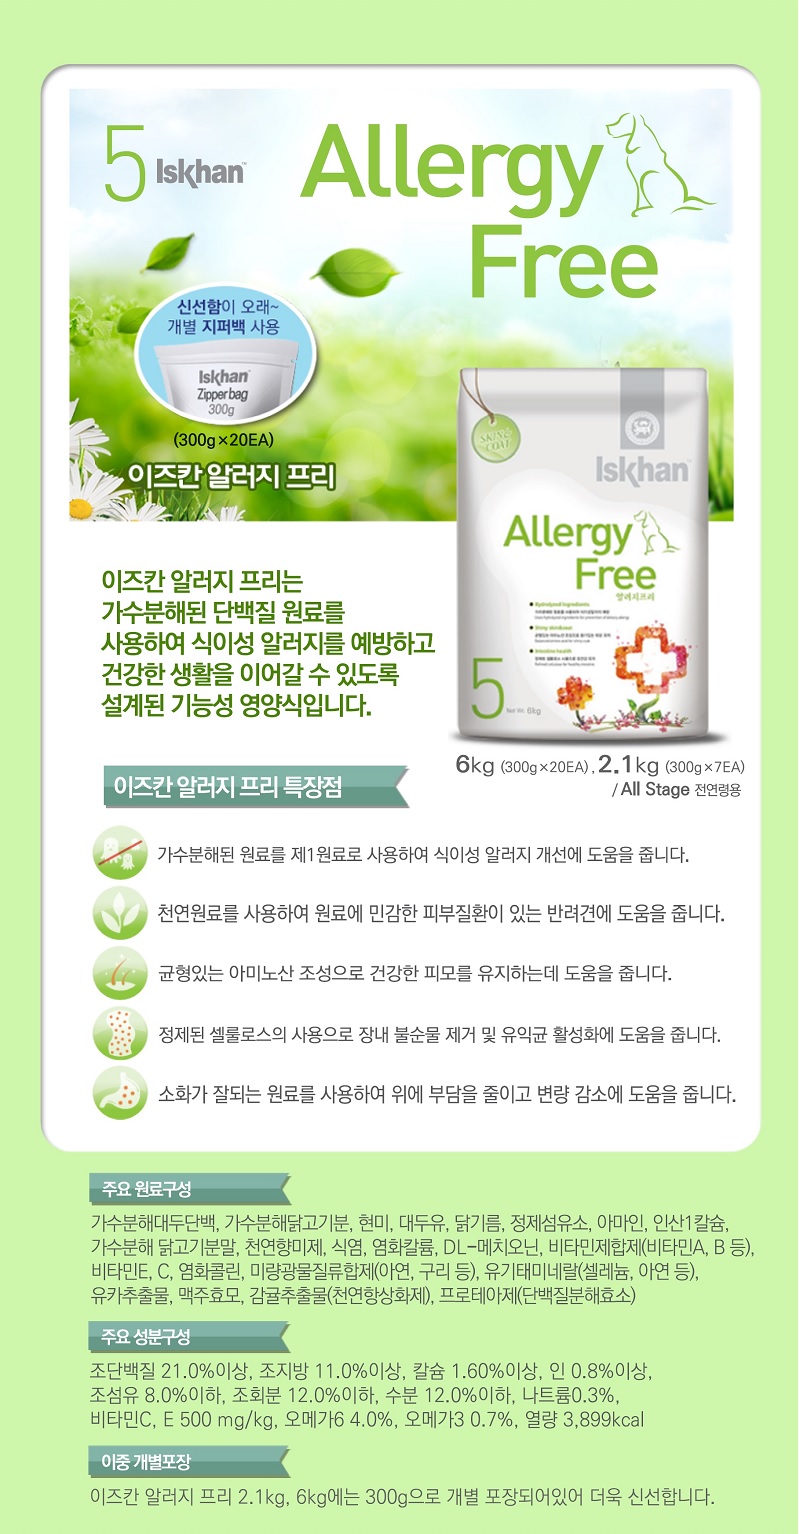 5 Iskhan™
Allergy
Free
신선함이 오래~
개별 지퍼백 사용
Iskhan
Zipper bag
300g
(300g×20EA)
이즈칸 알러지 프리
SKIN &
COAT
Iskhan
Allergy
Free
알러지프리
Hydrolyzed Ingredients
Shiny skin&coat
Intestine health
5
Net Wt. 6kg
이즈칸 알러지 프리는
가수분해된 단백질 원료를
사용하여 식이성 알러지를 예방하고
건강한 생활을 이어갈 수 있도록
설계된 기능성 영양식입니다.
6kg (300g×20EA), 2.1kg (300g×7EA)
/ All Stage 전연령용
이즈칸 알러지 프리 특장점
가수분해된 원료를 제1원료로 사용하여 식이성 알러지 개선에 도움을 줍니다.
천연원료를 사용하여 원료에 민감한 피부질환이 있는 반려견에 도움을 줍니다.
균형있는 아미노산 조성으로 건강한 피모를 유지하는데 도움을 줍니다.
정제된 셀룰로스의 사용으로 장내 불순물 제거 및 유익균 활성화에 도움을 줍니다.
소화가 잘되는 원료를 사용하여 위에 부담을 줄이고 변량 감소에 도움을 줍니다.
주요 원료구성
가수분해대두단백, 가수분해닭고기분, 현미, 대두유, 닭기름, 정제섬유소, 아마인, 인산1칼슘,
가수분해 닭고기분말, 천연향미제, 식염, 염화칼륨, DL-메치오닌, 비타민제합제(비타민A, B 등),
비타민E, C, 염화콜린, 미량광물질류합제(아연, 구리 등), 유기태미네랄(셀레늄, 아연 등),
유카추출물, 맥주효모, 감귤추출물(천연항상화제), 프로테아제(단백질분해효소)
주요 성분구성
조단백질 21.0%이상, 조지방 11.0%이상, 칼슘 1.60%이상, 인 0.8%이상,
조섬유 8.0%이하, 조회분 12.0%이하, 수분 12.0%이하, 나트륨0.3%,
비타민C, E 500 mg/kg, 오메가6 4.0%, 오메가3 0.7%, 열량 3,899kcal
이중 개별포장
이즈칸 알러지 프리 2.1kg, 6kg에는 300g으로 개별 포장되어있어 더욱 신선합니다.